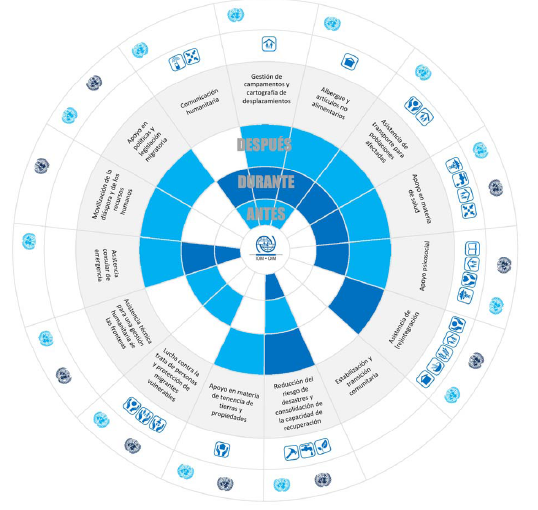 Gestión de
campamentos y
cartografía de
desplazamientos
Albergue y
artículos no
alimentarios
Asistencia de
transporte para
poblaciones
afectadas
Apoyo en materia
de salud
Apoyo psicosocial
Asistencia de
(re)integración
Estabilización y
transición
comunitaria
Reducción del
riesgo de
desastres y
consolidación de
la capacidad de
recuperación
Apoyo en materia
de tenencia de
tierras y
propiedades
Lucha contra la
trata de personas
y protección de
migrantes
vulnerables
Asistencia técnica
para una gestión
humanitaria de
las fronteras
Asistencia
consular de
emergencia
Movilización de la
diáspora y de los
recursos
humanos
Apoyo en
políticas y
legislación
migratoria
Comunicación
humanitaria
DESPUÉS
DURANTE
ANTES
IOM • OIM